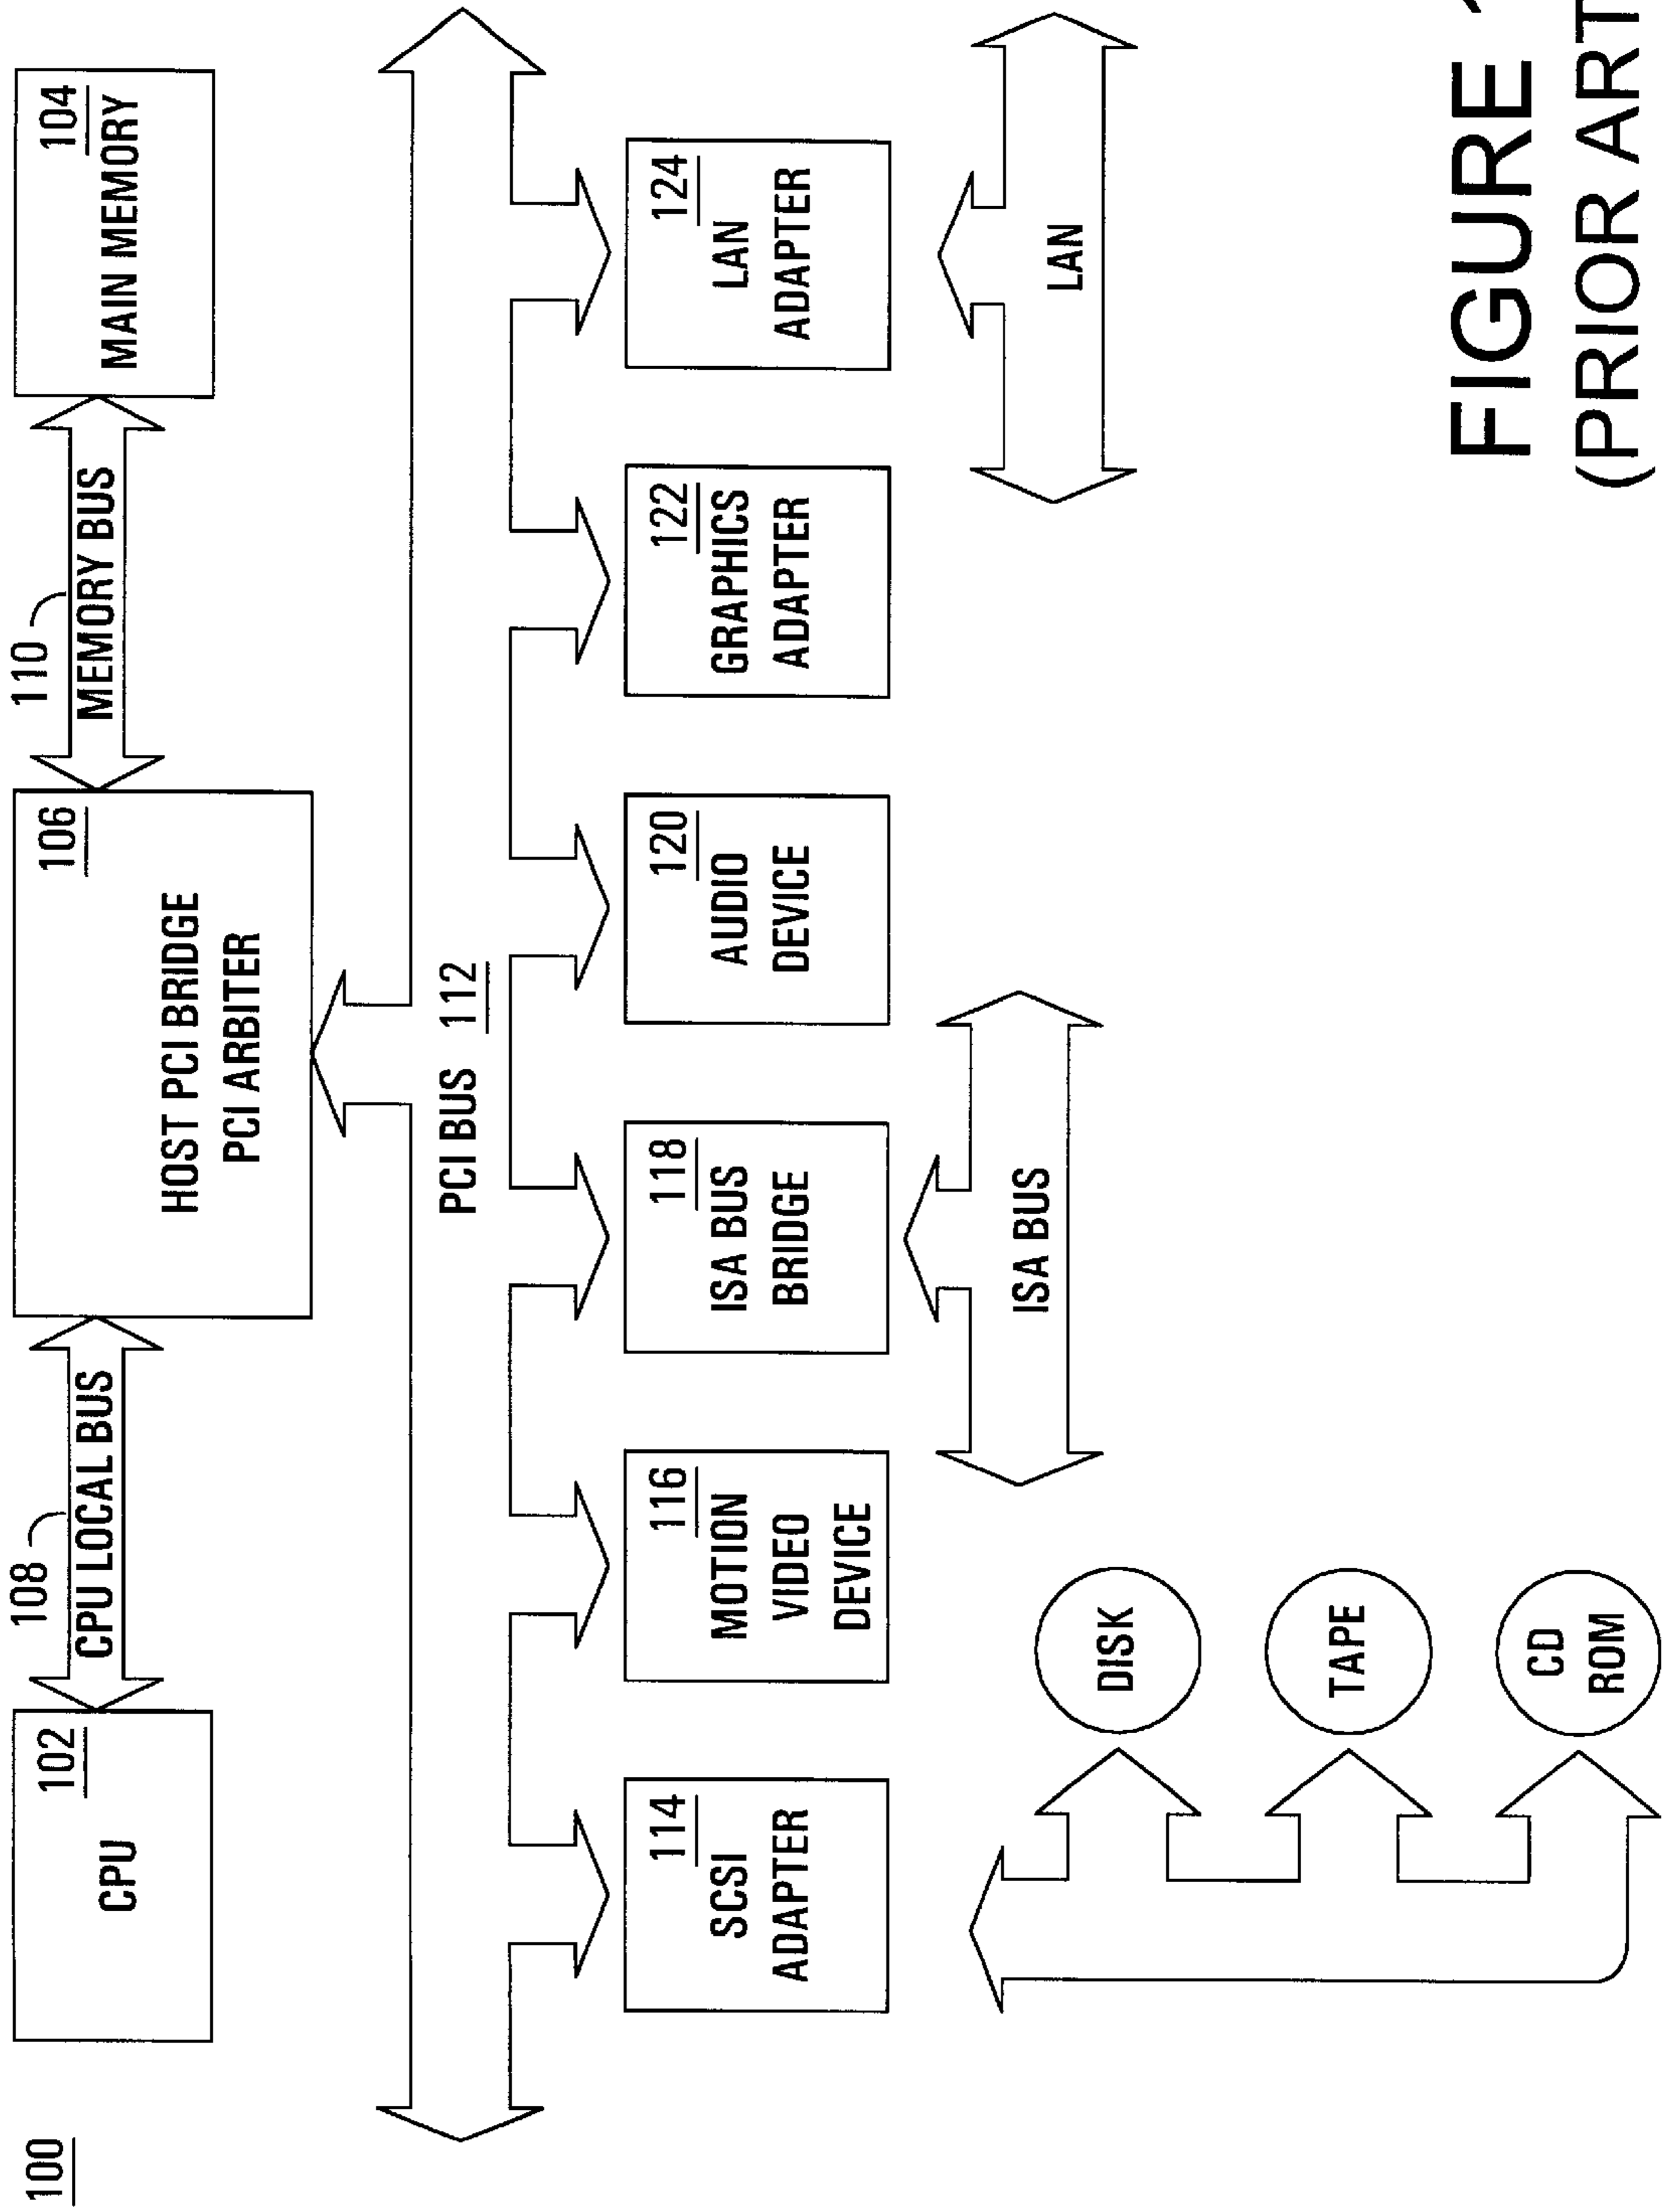 100
108
110
CPU LOCAL BUS
MEMORY BUS
102
CPU
106
HOST PCI BRIDGE
PCI ARBITER
104
MAIN MEMORY
PCI BUS 112
114
SCSI
ADAPTER
116
MOTION
VIDEO
DEVICE
118
ISA BUS
BRIDGE
120
AUDIO
DEVICE
122
GRAPHICS
ADAPTER
124
LAN
ADAPTER
DISK
TAPE
CD
ROM
ISA BUS
LAN
FIGURE
(PRIOR ART